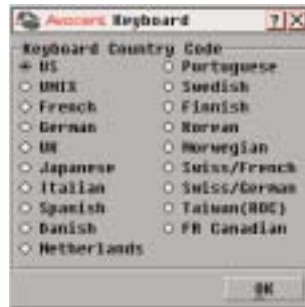 Avocent Keyboard ? X
Keyboard Country Code
US
UNIX
French
German
UK
Japanese
Italian
Spanish
Danish
Netherlands
Portuguese
Swedish
Finnish
Korean
Norwegian
Swiss/French
Swiss/German
Taiwan(ROC)
FR Canadian
OK